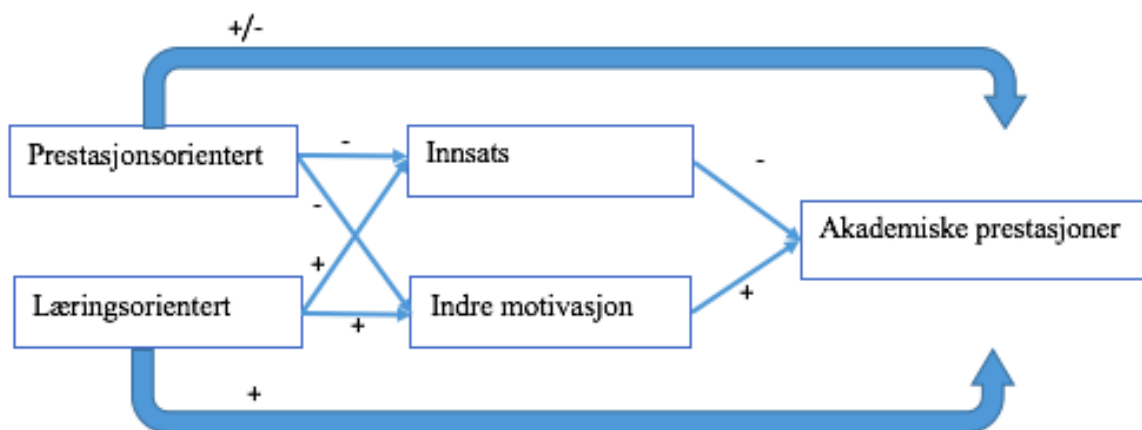 +/-
Prestasjonsorientert
-
Innsats
-
-
Akademiske prestasjoner
+
Læringsorientert
+
Indre motivasjon
+
+